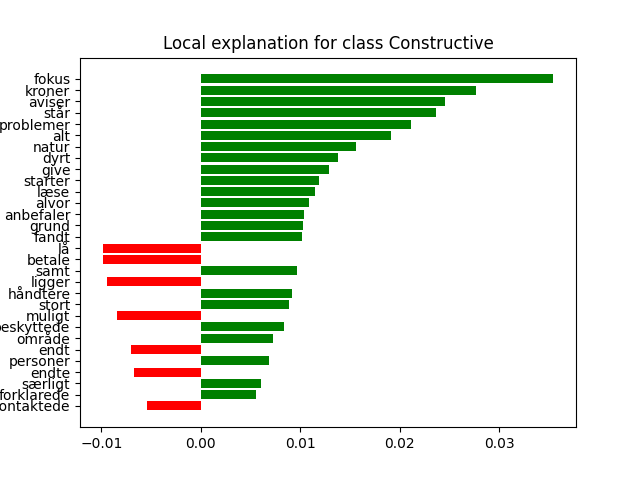 Local explanation for class Constructive
fokus
kroner
aviser
står
problemer
alt
natur
dyrt
give
starter
læse
alvor
anbefaler
grund
fandt
lå
betale
samt
ligger
håndtere
stort
muligt
beskyttede
område
endt
personer
endte
særligt
forklarede
ontaktede
−0.01 0.00 0.01 0.02 0.03